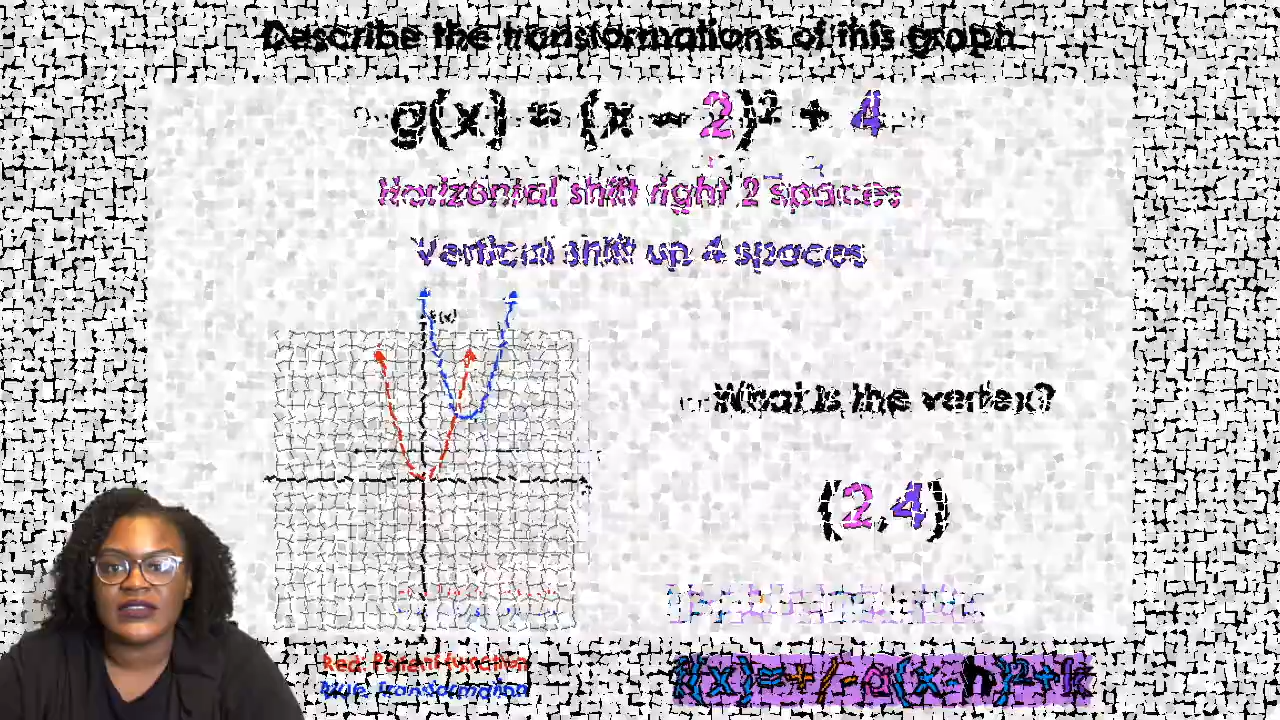 Describe the transformations of this graph
g(x) = (x - 2)² + 4
Horizontal shift right 2 spaces
Vertical shift up 4 spaces
f(x)
What is the vertex?
(2,4)
Red: Parent function
Blue: Transformation
f(x)=+/-a(x-h)²+k